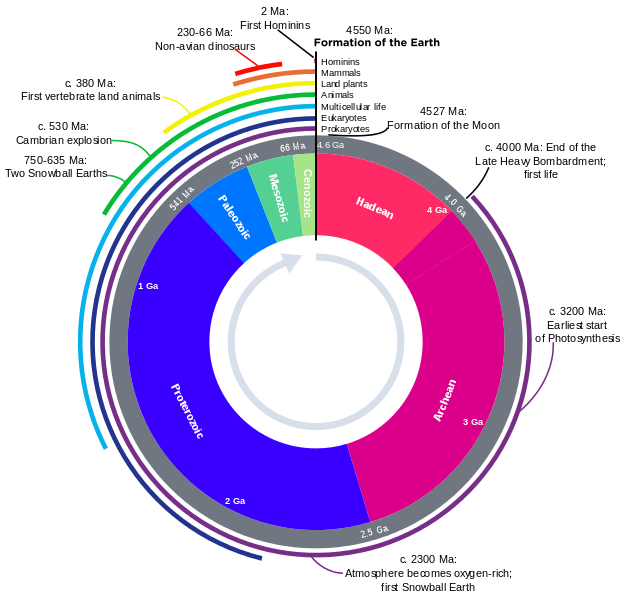 2 Ma:
First Hominins
4550 Ma:
Formation of the Earth
230-66 Ma:
Non-avian dinosaurs
Hominins
Mammals
Land plants
Animals
Multicellular life
Eukaryotes
Prokaryotes
c. 380 Ma:
First vertebrate land animals
4527 Ma:
Formation of the Moon
c. 530 Ma:
Cambrian explosion
750-635 Ma:
Two Snowball Earths
c. 4000 Ma: End of the
Late Heavy Bombardment;
first life
4.6 Ga
66 Ma
252 Ma
541 Ma
4.0 Ga
2.5 Ga
Cenozoic
Mesozoic
Paleozoic
Hadean
4 Ga
1 Ga
c. 3200 Ma:
Earliest start
of Photosynthesis
Proterozoic
Archean
3 Ga
2 Ga
c. 2300 Ma:
Atmosphere becomes oxygen-rich;
first Snowball Earth